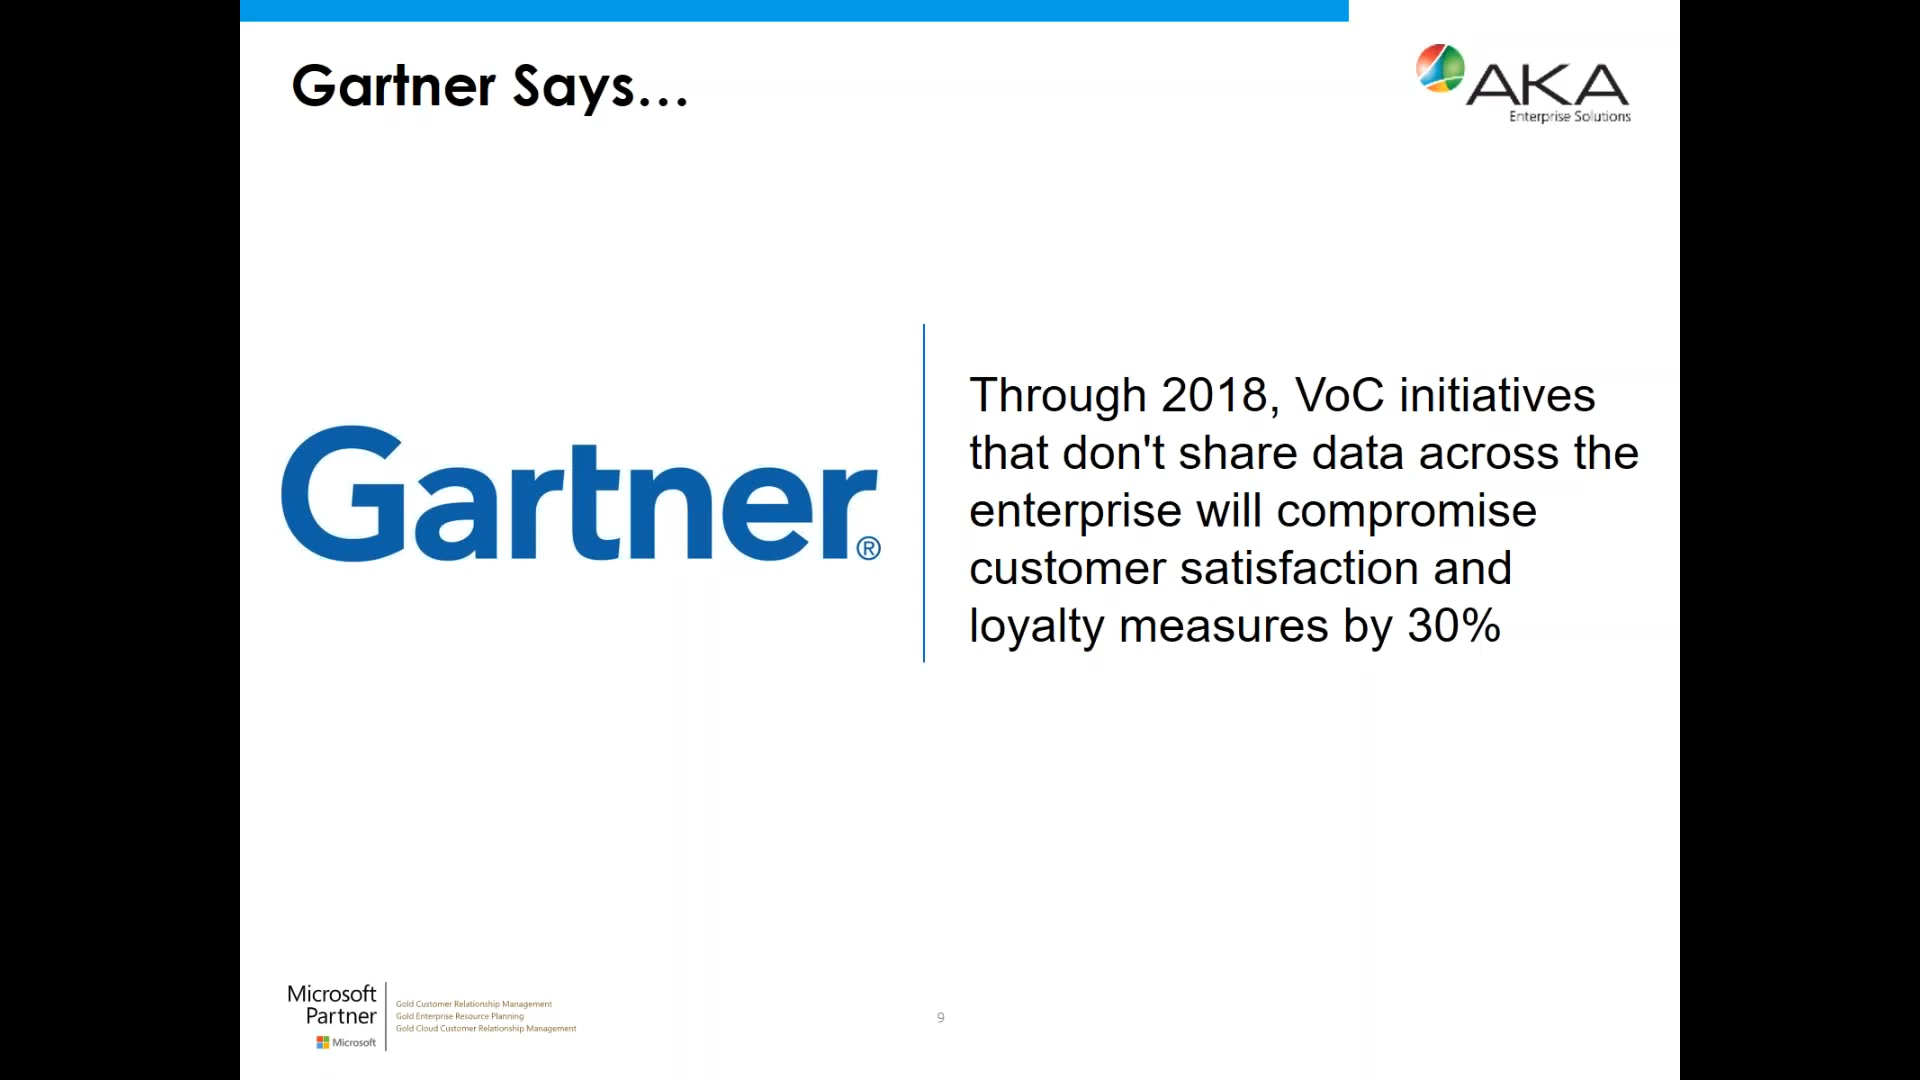 Gartner Says…
AKA
Enterprise Solutions
Gartner®
Through 2018, VoC initiatives
that don't share data across the
enterprise will compromise
customer satisfaction and
loyalty measures by 30%
Microsoft
Partner
Microsoft
Gold Customer Relationship Management
Gold Enterprise Resource Planning
Gold Cloud Customer Relationship Management
9